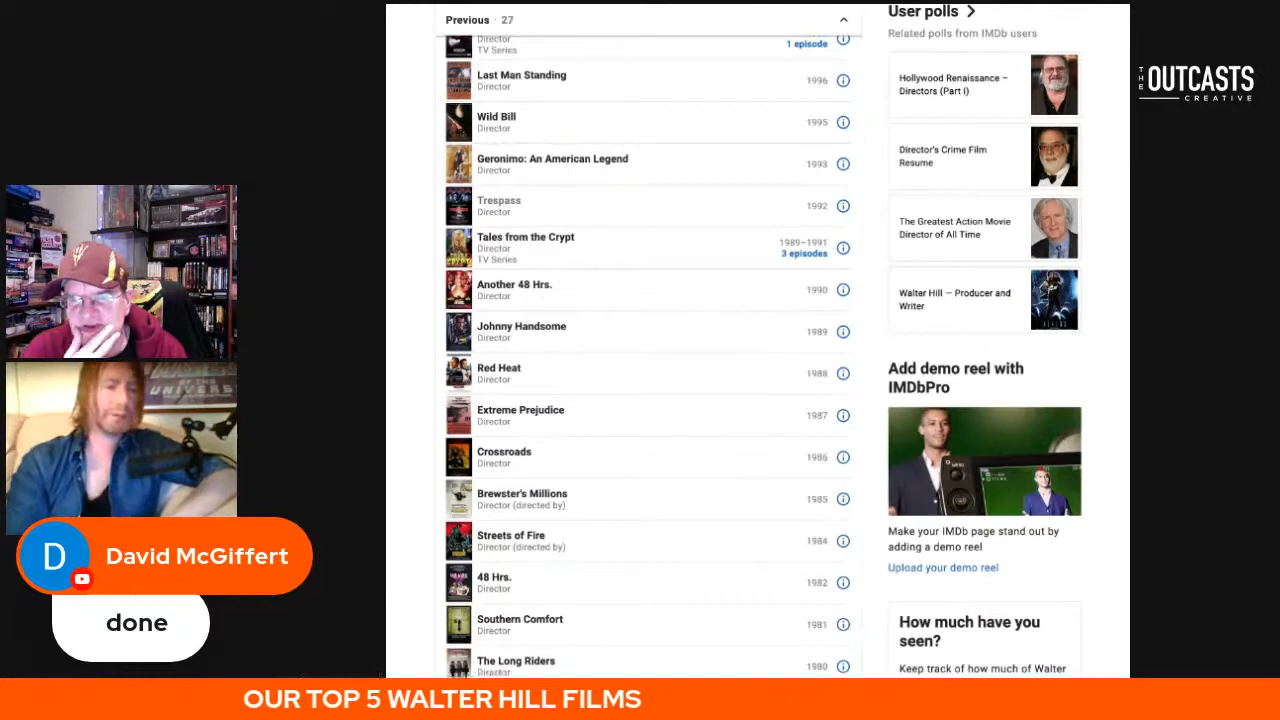 Previous · 27
Director
TV Series
1 episode
Last Man Standing
Director
1996
Wild Bill
Director
1995
Geronimo: An American Legend
Director
1993
Trespass
Director
1992
Tales from the Crypt
Director
TV Series
1989–1991
3 episodes
Another 48 Hrs.
Director
1990
Johnny Handsome
Director
1989
Red Heat
Director
1988
Extreme Prejudice
Director
1987
Crossroads
Director
1986
Brewster's Millions
Director (directed by)
1985
Streets of Fire
Director (directed by)
1984
48 Hrs.
Director
1982
Southern Comfort
Director
1981
The Long Riders
Director
1980
User polls
Related polls from IMDb users
Hollywood Renaissance –
Directors (Part I)
Director's Crime Film
Resume
The Greatest Action Movie
Director of All Time
Walter Hill — Producer and
Writer
ALIENS
Add demo reel with
IMDbPro
Make your IMDb page stand out by
adding a demo reel
Upload your demo reel
How much have you
seen?
Keep track of how much of Walter
THE OUTCASTS
CREATIVE
MASTERS
OF THE
UNIVERSE
D
David McGiffert
done
OUR TOP 5 WALTER HILL FILMS